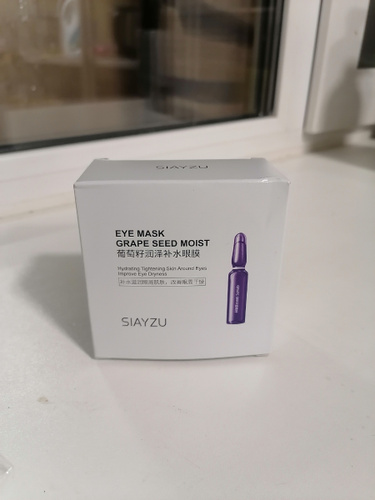 SIAYZU
EYE MASK
GRAPE SEED MOIST
葡萄籽润泽补水眼膜
Hydrating Tightening Skin Around Eyes
Improve Eye Dryness
SIAYZU